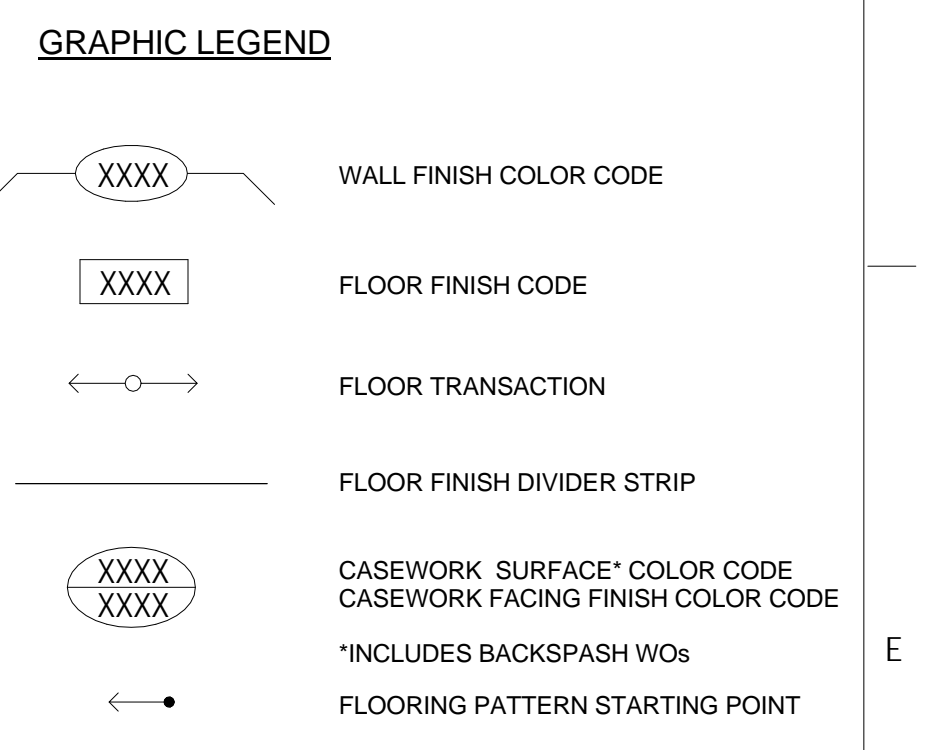 GRAPHIC LEGEND
XXXX WALL FINISH COLOR CODE
XXXX FLOOR FINISH CODE
FLOOR TRANSACTION
FLOOR FINISH DIVIDER STRIP
XXXX CASEWORK SURFACE* COLOR CODE
XXXX CASEWORK FACING FINISH COLOR CODE
*INCLUDES BACKSPASH WOs
E
FLOORING PATTERN STARTING POINT